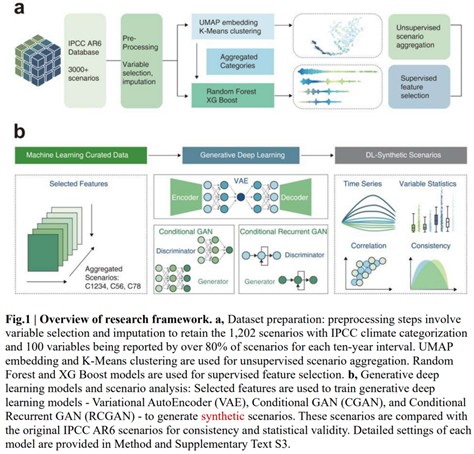 a
IPCC AR6
Database
3000+
scenarios
Pre-
Processing
Variable
selection,
imputation
UMAP embedding
K-Means clustering
Aggregated
Categories
Random Forest
XG Boost
Unsupervised
scenario
aggregation
Supervised
feature
selection
b
Machine Learning Curated Data
Generative Deep Learning
DL-Synthetic Scenarios
Selected Features
Aggregated
Scenarios:
C1234, C56, C78
VAE
Encoder
Decoder
Conditional GAN
Discriminator
Generator
Conditional Recurrent GAN
Discriminator
Generator
Time Series
Variable Statistics
Correlation
Consistency
Fig.1 | Overview of research framework. a, Dataset preparation: preprocessing steps involve
variable selection and imputation to retain the 1,202 scenarios with IPCC climate categorization
and 100 variables being reported by over 80% of scenarios for each ten-year interval. UMAP
embedding and K-Means clustering are used for unsupervised scenario aggregation. Random
Forest and XG Boost models are used for supervised feature selection. b, Generative deep
learning models and scenario analysis: Selected features are used to train generative deep
learning models - Variational AutoEncoder (VAE), Conditional GAN (CGAN), and Conditional
Recurrent GAN (RCGAN) - to generate synthetic scenarios. These scenarios are compared with
the original IPCC AR6 scenarios for consistency and statistical validity. Detailed settings of each
model are provided in Method and Supplementary Text S3.